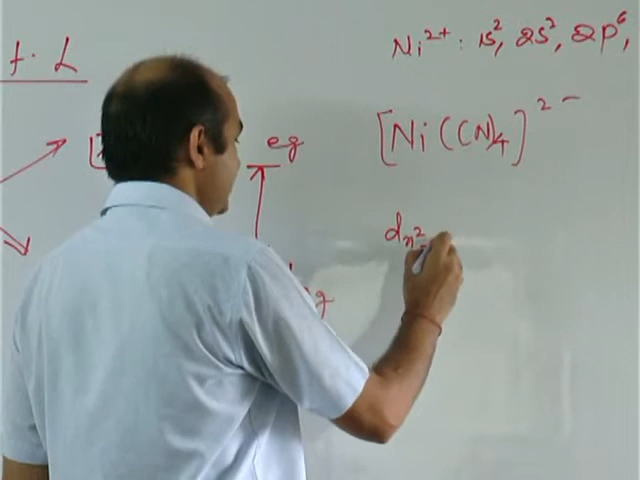 Ni²⁺ : 1s², 2s², 2p⁶,
f. L
[Ni(CN)₄]²⁻
eg
dx²-
g